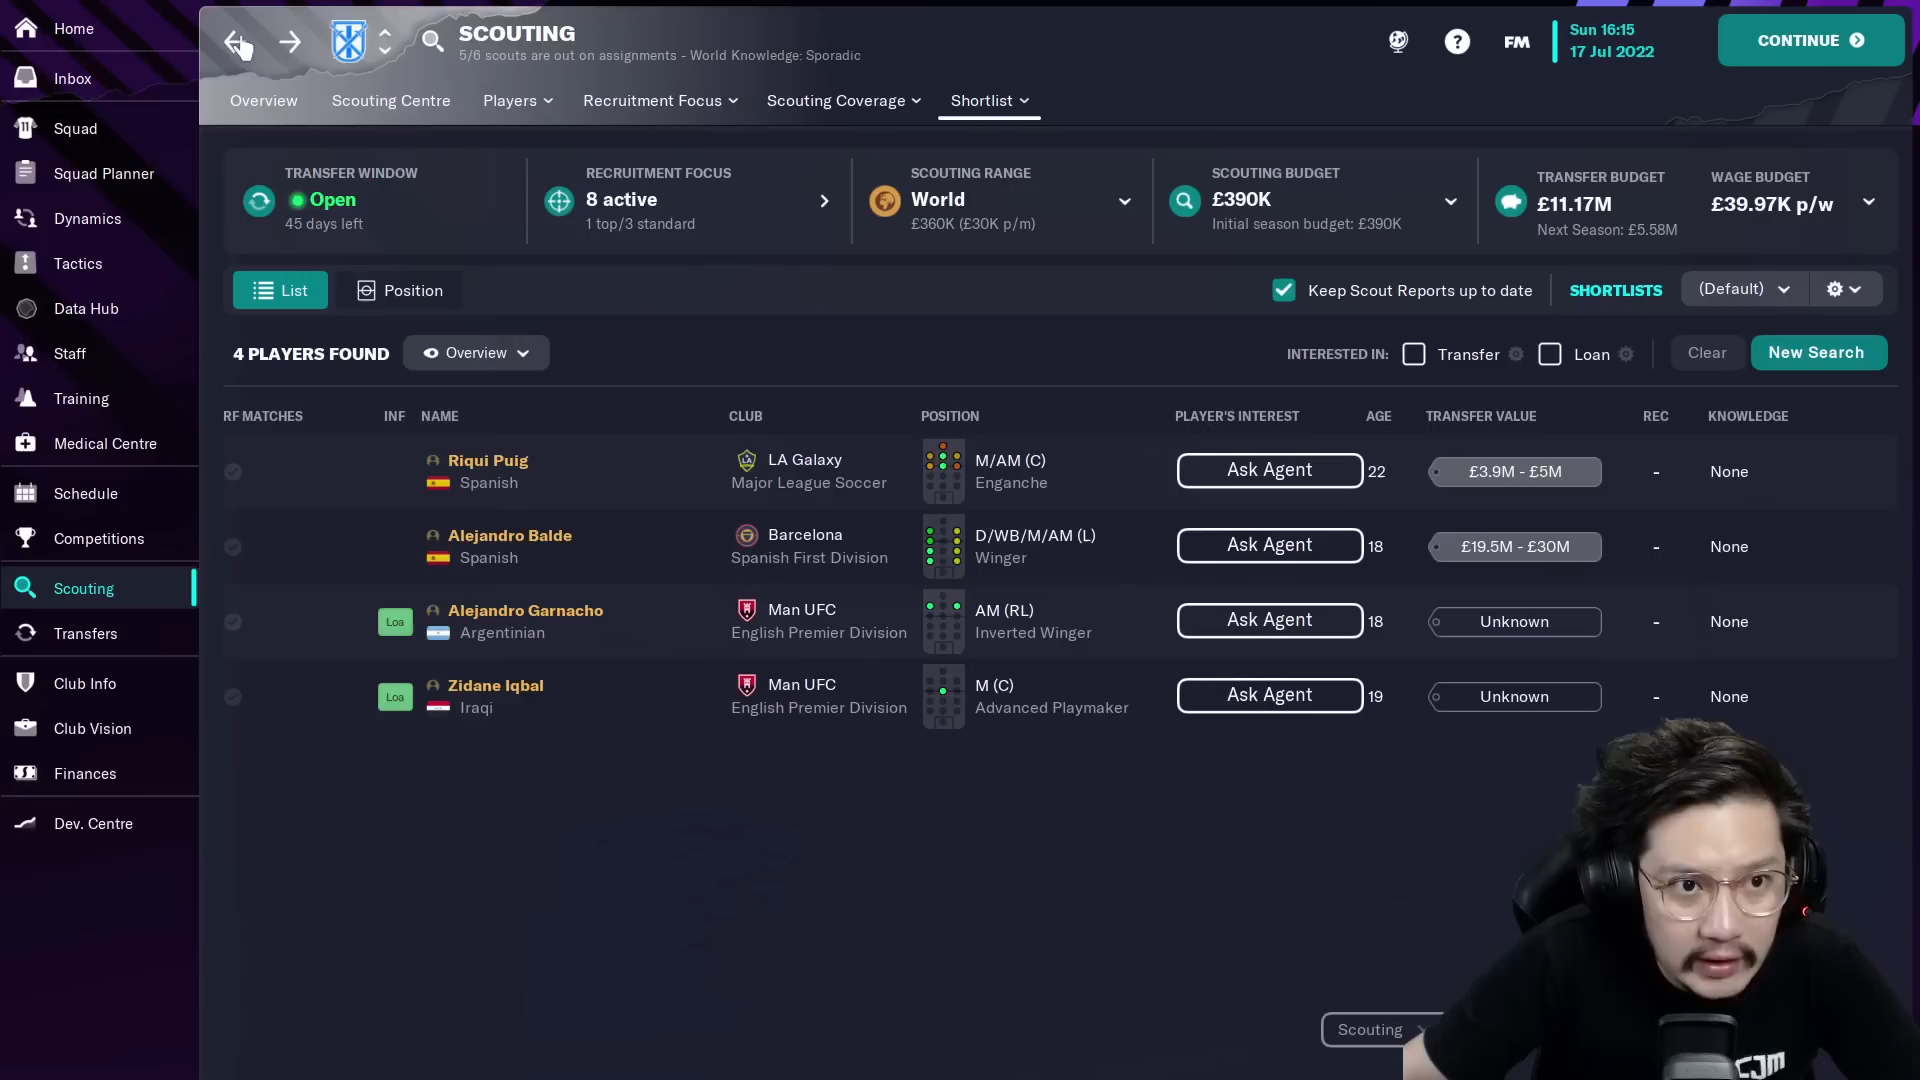 Home
Inbox
Squad
Squad Planner
Dynamics
Tactics
Data Hub
Staff
Training
Medical Centre
Schedule
Competitions
Scouting
Transfers
Club Info
Club Vision
Finances
Dev. Centre
SCOUTING
5/6 scouts are out on assignments - World Knowledge: Sporadic
?
FM
Sun 16:15
17 Jul 2022
CONTINUE
Overview
Scouting Centre
Players
Recruitment Focus
Scouting Coverage
Shortlist
TRANSFER WINDOW
Open
45 days left
RECRUITMENT FOCUS
8 active
1 top/3 standard
SCOUTING RANGE
World
£360K (£30K p/m)
SCOUTING BUDGET
£390K
Initial season budget: £390K
TRANSFER BUDGET
£11.17M
Next Season: £5.58M
WAGE BUDGET
£39.97K p/w
List
Position
Keep Scout Reports up to date
SHORTLISTS
(Default)
4 PLAYERS FOUND
Overview
INTERESTED IN:
Transfer
Loan
Clear
New Search
RF MATCHES INF NAME CLUB POSITION PLAYER'S INTEREST AGE TRANSFER VALUE REC KNOWLEDGE
Riqui Puig LA Galaxy M/AM (C) Ask Agent 22 £3.9M - £5M - None
Spanish Major League Soccer Enganche
Alejandro Balde Barcelona D/WB/M/AM (L) Ask Agent 18 £19.5M - £30M - None
Spanish Spanish First Division Winger
Loa Alejandro Garnacho Man UFC AM (RL) Ask Agent 18 Unknown - None
Argentinian English Premier Division Inverted Winger
Loa Zidane Iqbal Man UFC M (C) Ask Agent 19 Unknown - None
Iraqi English Premier Division Advanced Playmaker
Scouting
CJM